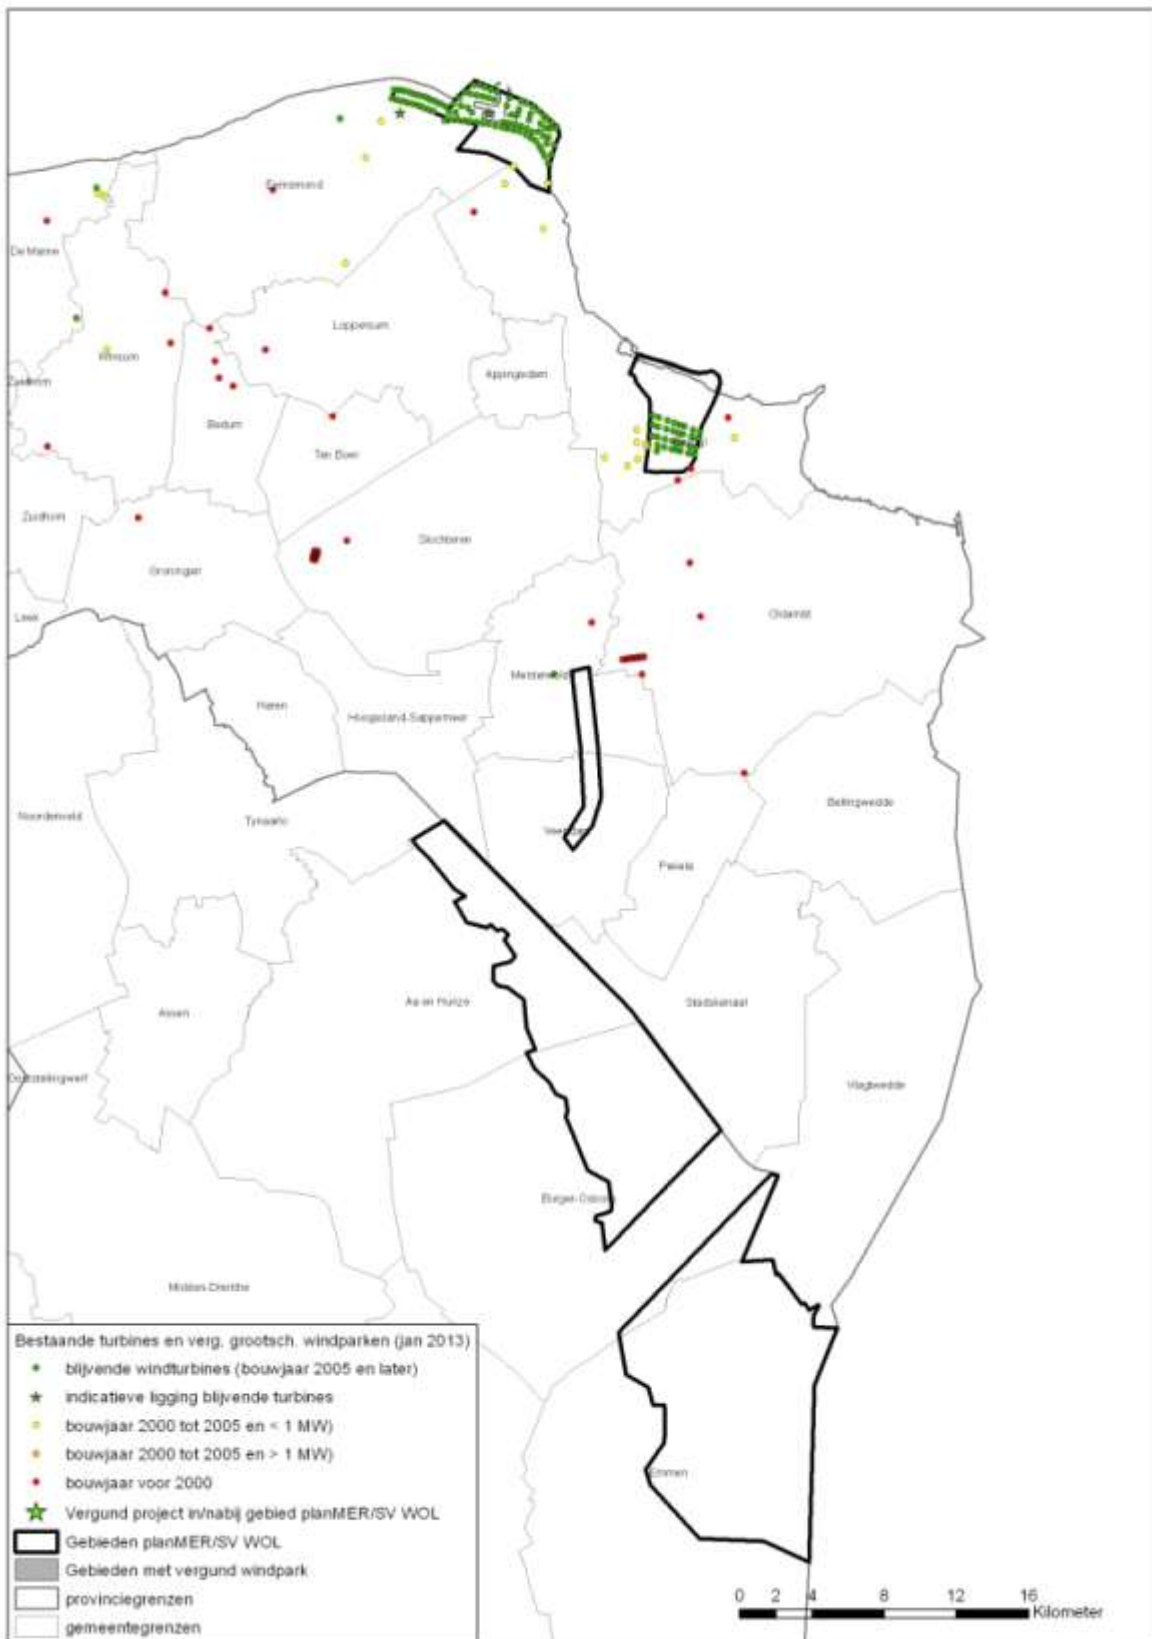 Eemsmond
De Marne
Loppersum
Winsum
Appingedam
Zuidhorn
Bedum
Ten Boer
Zuidhorn
Slochteren
Groningen
Leek
Oldambt
Menterwold
Haren
Hoogezand-Sappemeer
Noordenveld
Tynaarlo
Bellingwedde
Veendam
Pekela
Aa en Hunze
Stadskanaal
Assen
Ooststellingwerf
Vlagtwedde
Borger-Odoorn
Midden-Drenthe
Emmen
Bestaande turbines en verg. grootsch. windparken (jan 2013)
blijvende windturbines (bouwjaar 2005 en later)
indicatieve ligging blijvende turbines
bouwjaar 2000 tot 2005 en < 1 MW)
bouwjaar 2000 tot 2005 en > 1 MW)
bouwjaar voor 2000
Vergund project in/nabij gebied planMER/SV WOL
Gebieden planMER/SV WOL
Gebieden met vergund windpark
provinciegrenzen
gemeentegrenzen
0 2 4 8 12 16
Kilometer